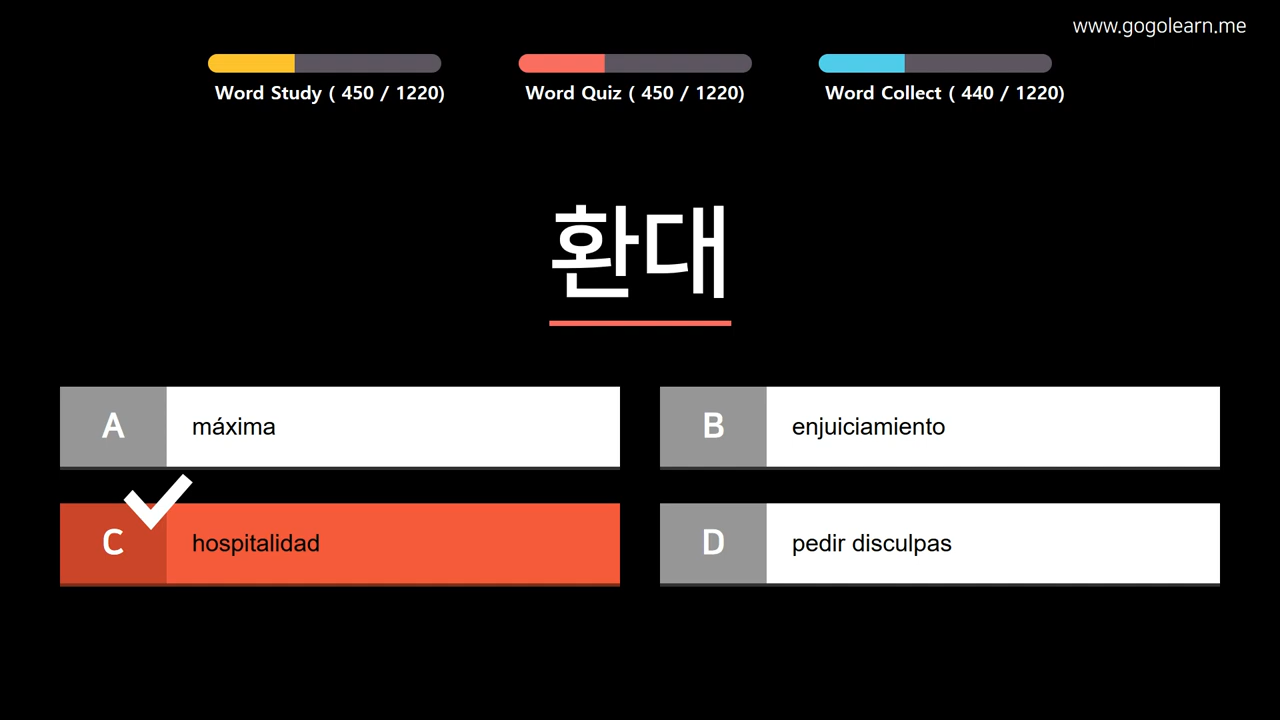 www.gogolearn.me
Word Study ( 450 / 1220)
Word Quiz ( 450 / 1220)
Word Collect ( 440 / 1220)
환대
A
máxima
B
enjuiciamiento
C
hospitalidad
D
pedir disculpas